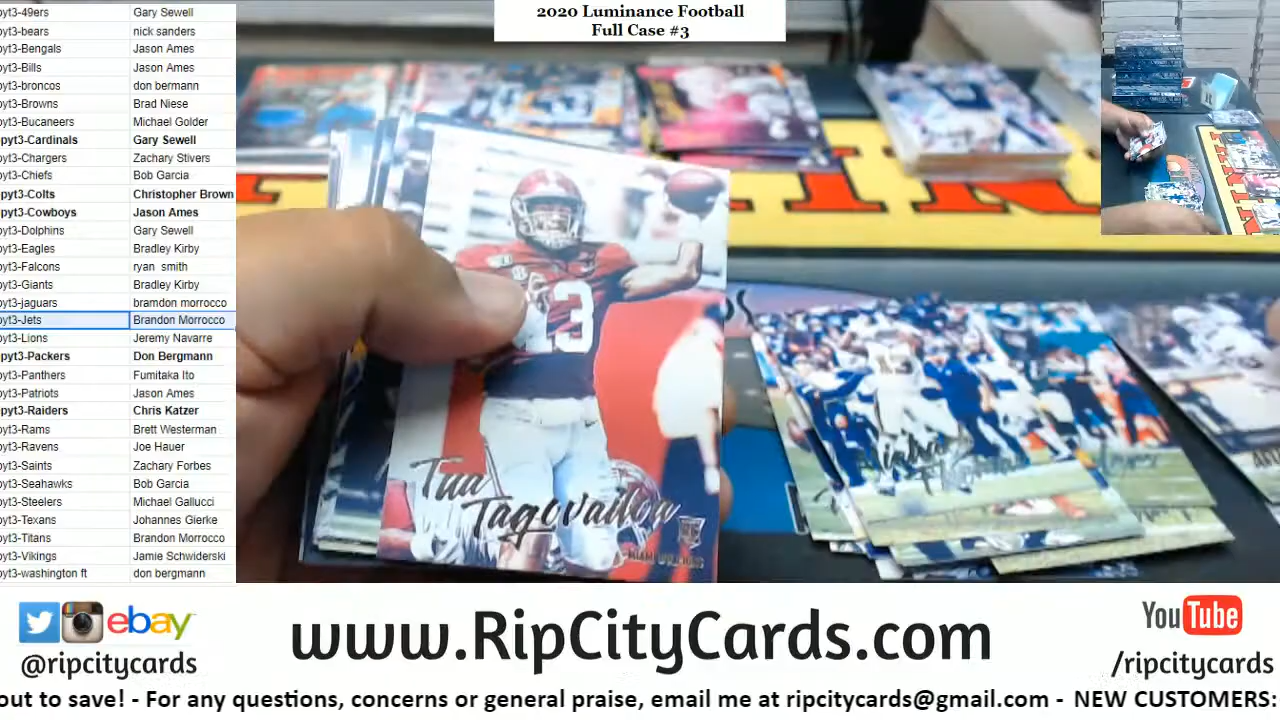 2020 Luminance Football
Full Case #3
pyt3-49ers Gary Sewell
pyt3-bears nick sanders
pyt3-Bengals Jason Ames
pyt3-Bills Jason Ames
pyt3-broncos don bermann
pyt3-Browns Brad Niese
pyt3-Bucaneers Michael Golder
pyt3-Cardinals Gary Sewell
pyt3-Chargers Zachary Stivers
pyt3-Chiefs Bob Garcia
pyt3-Colts Christopher Brown
pyt3-Cowboys Jason Ames
pyt3-Dolphins Gary Sewell
pyt3-Eagles Bradley Kirby
pyt3-Falcons ryan smith
pyt3-Giants Bradley Kirby
pyt3-jaguars bramdon morrocco
pyt3-Jets Brandon Morrocco
pyt3-Lions Jeremy Navarre
pyt3-Packers Don Bergmann
pyt3-Panthers Fumitaka Ito
pyt3-Patriots Jason Ames
pyt3-Raiders Chris Katzer
pyt3-Rams Brett Westerman
pyt3-Ravens Joe Hauer
pyt3-Saints Zachary Forbes
pyt3-Seahawks Bob Garcia
pyt3-Steelers Michael Gallucci
pyt3-Texans Johannes Gierke
pyt3-Titans Brandon Morrocco
pyt3-Vikings Jamie Schwiderski
pyt3-washington ft don bergmann
13
Tua
Tagovailoa
ebay
@ripcitycards
www.RipCityCards.com
YouTube
/ripcitycards
out to save! - For any questions, concerns or general praise, email me at ripcitycards@gmail.com - NEW CUSTOMERS: